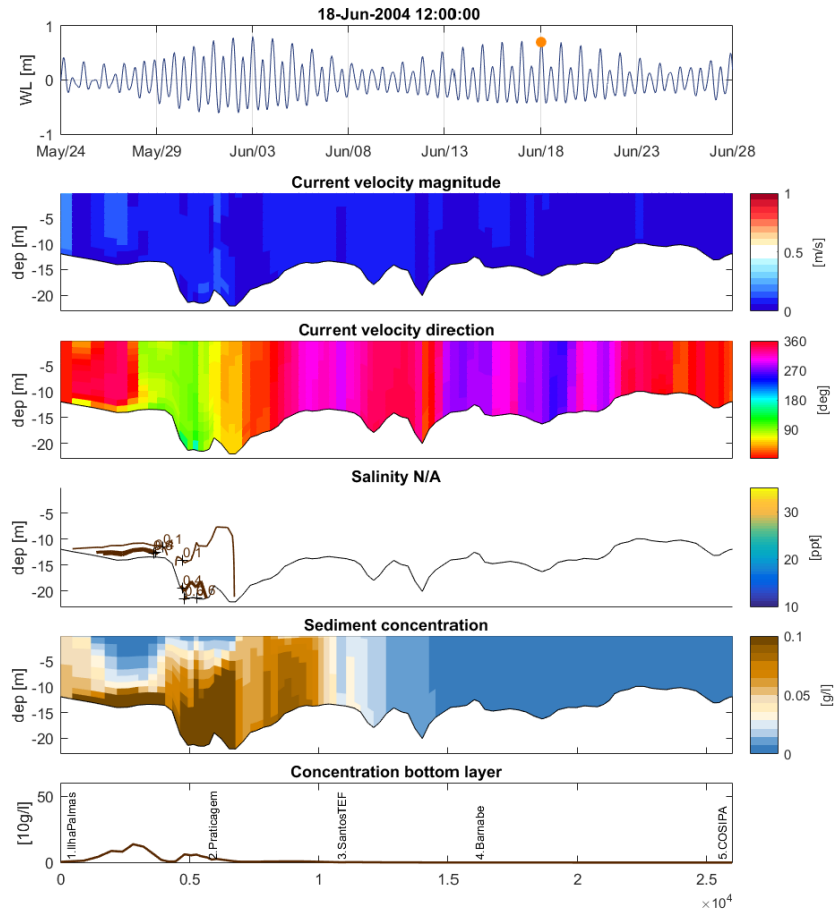 18-Jun-2004 12:00:00
1
0
-1
WL [m]
May/24 May/29 Jun/03 Jun/08 Jun/13 Jun/18 Jun/23 Jun/28
Current velocity magnitude
-5
-10
-15
-20
dep [m]
1
0.5
0
[m/s]
Current velocity direction
-5
-10
-15
-20
dep [m]
360
270
180
90
[deg]
Salinity N/A
-5
-10
-15
-20
dep [m]
0.1
30
20
10
[ppt]
Sediment concentration
-5
-10
-15
-20
dep [m]
0.1
0.05
0
[g/l]
Concentration bottom layer
50
0
[10g/l]
1.IlhaPalmas
2.Praticagem
3.SantosTEF
4.Barnabe
5.COSIPA
0 0.5 1 1.5 2 2.5
×10⁴